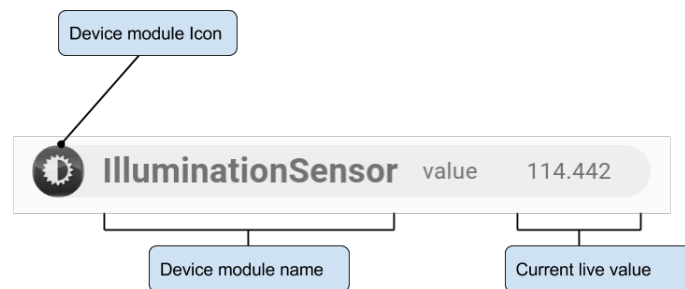 Device module Icon
IlluminationSensor value 114.442
Device module name
Current live value